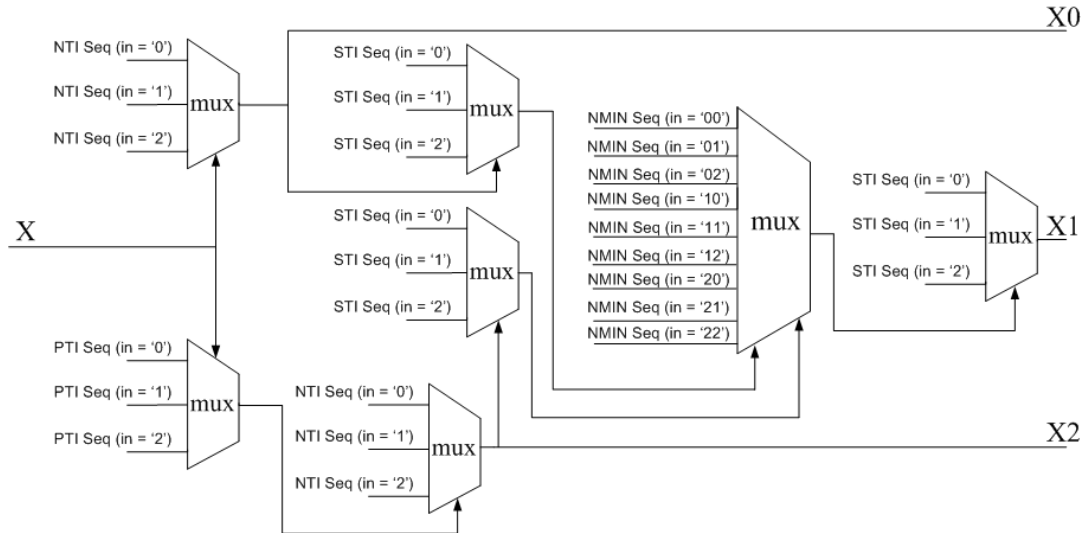 X0
NTI Seq (in = ‘0’)
NTI Seq (in = ‘1’)
NTI Seq (in = ‘2’)
mux
STI Seq (in = ‘0’)
STI Seq (in = ‘1’)
STI Seq (in = ‘2’)
mux
NMIN Seq (in = ‘00’)
NMIN Seq (in = ‘01’)
NMIN Seq (in = ‘02’)
NMIN Seq (in = ‘10’)
NMIN Seq (in = ‘11’)
NMIN Seq (in = ‘12’)
NMIN Seq (in = ‘20’)
NMIN Seq (in = ‘21’)
NMIN Seq (in = ‘22’)
mux
STI Seq (in = ‘0’)
STI Seq (in = ‘1’)
STI Seq (in = ‘2’)
mux
X1
X
STI Seq (in = ‘0’)
STI Seq (in = ‘1’)
STI Seq (in = ‘2’)
mux
PTI Seq (in = ‘0’)
PTI Seq (in = ‘1’)
PTI Seq (in = ‘2’)
mux
NTI Seq (in = ‘0’)
NTI Seq (in = ‘1’)
NTI Seq (in = ‘2’)
mux
X2